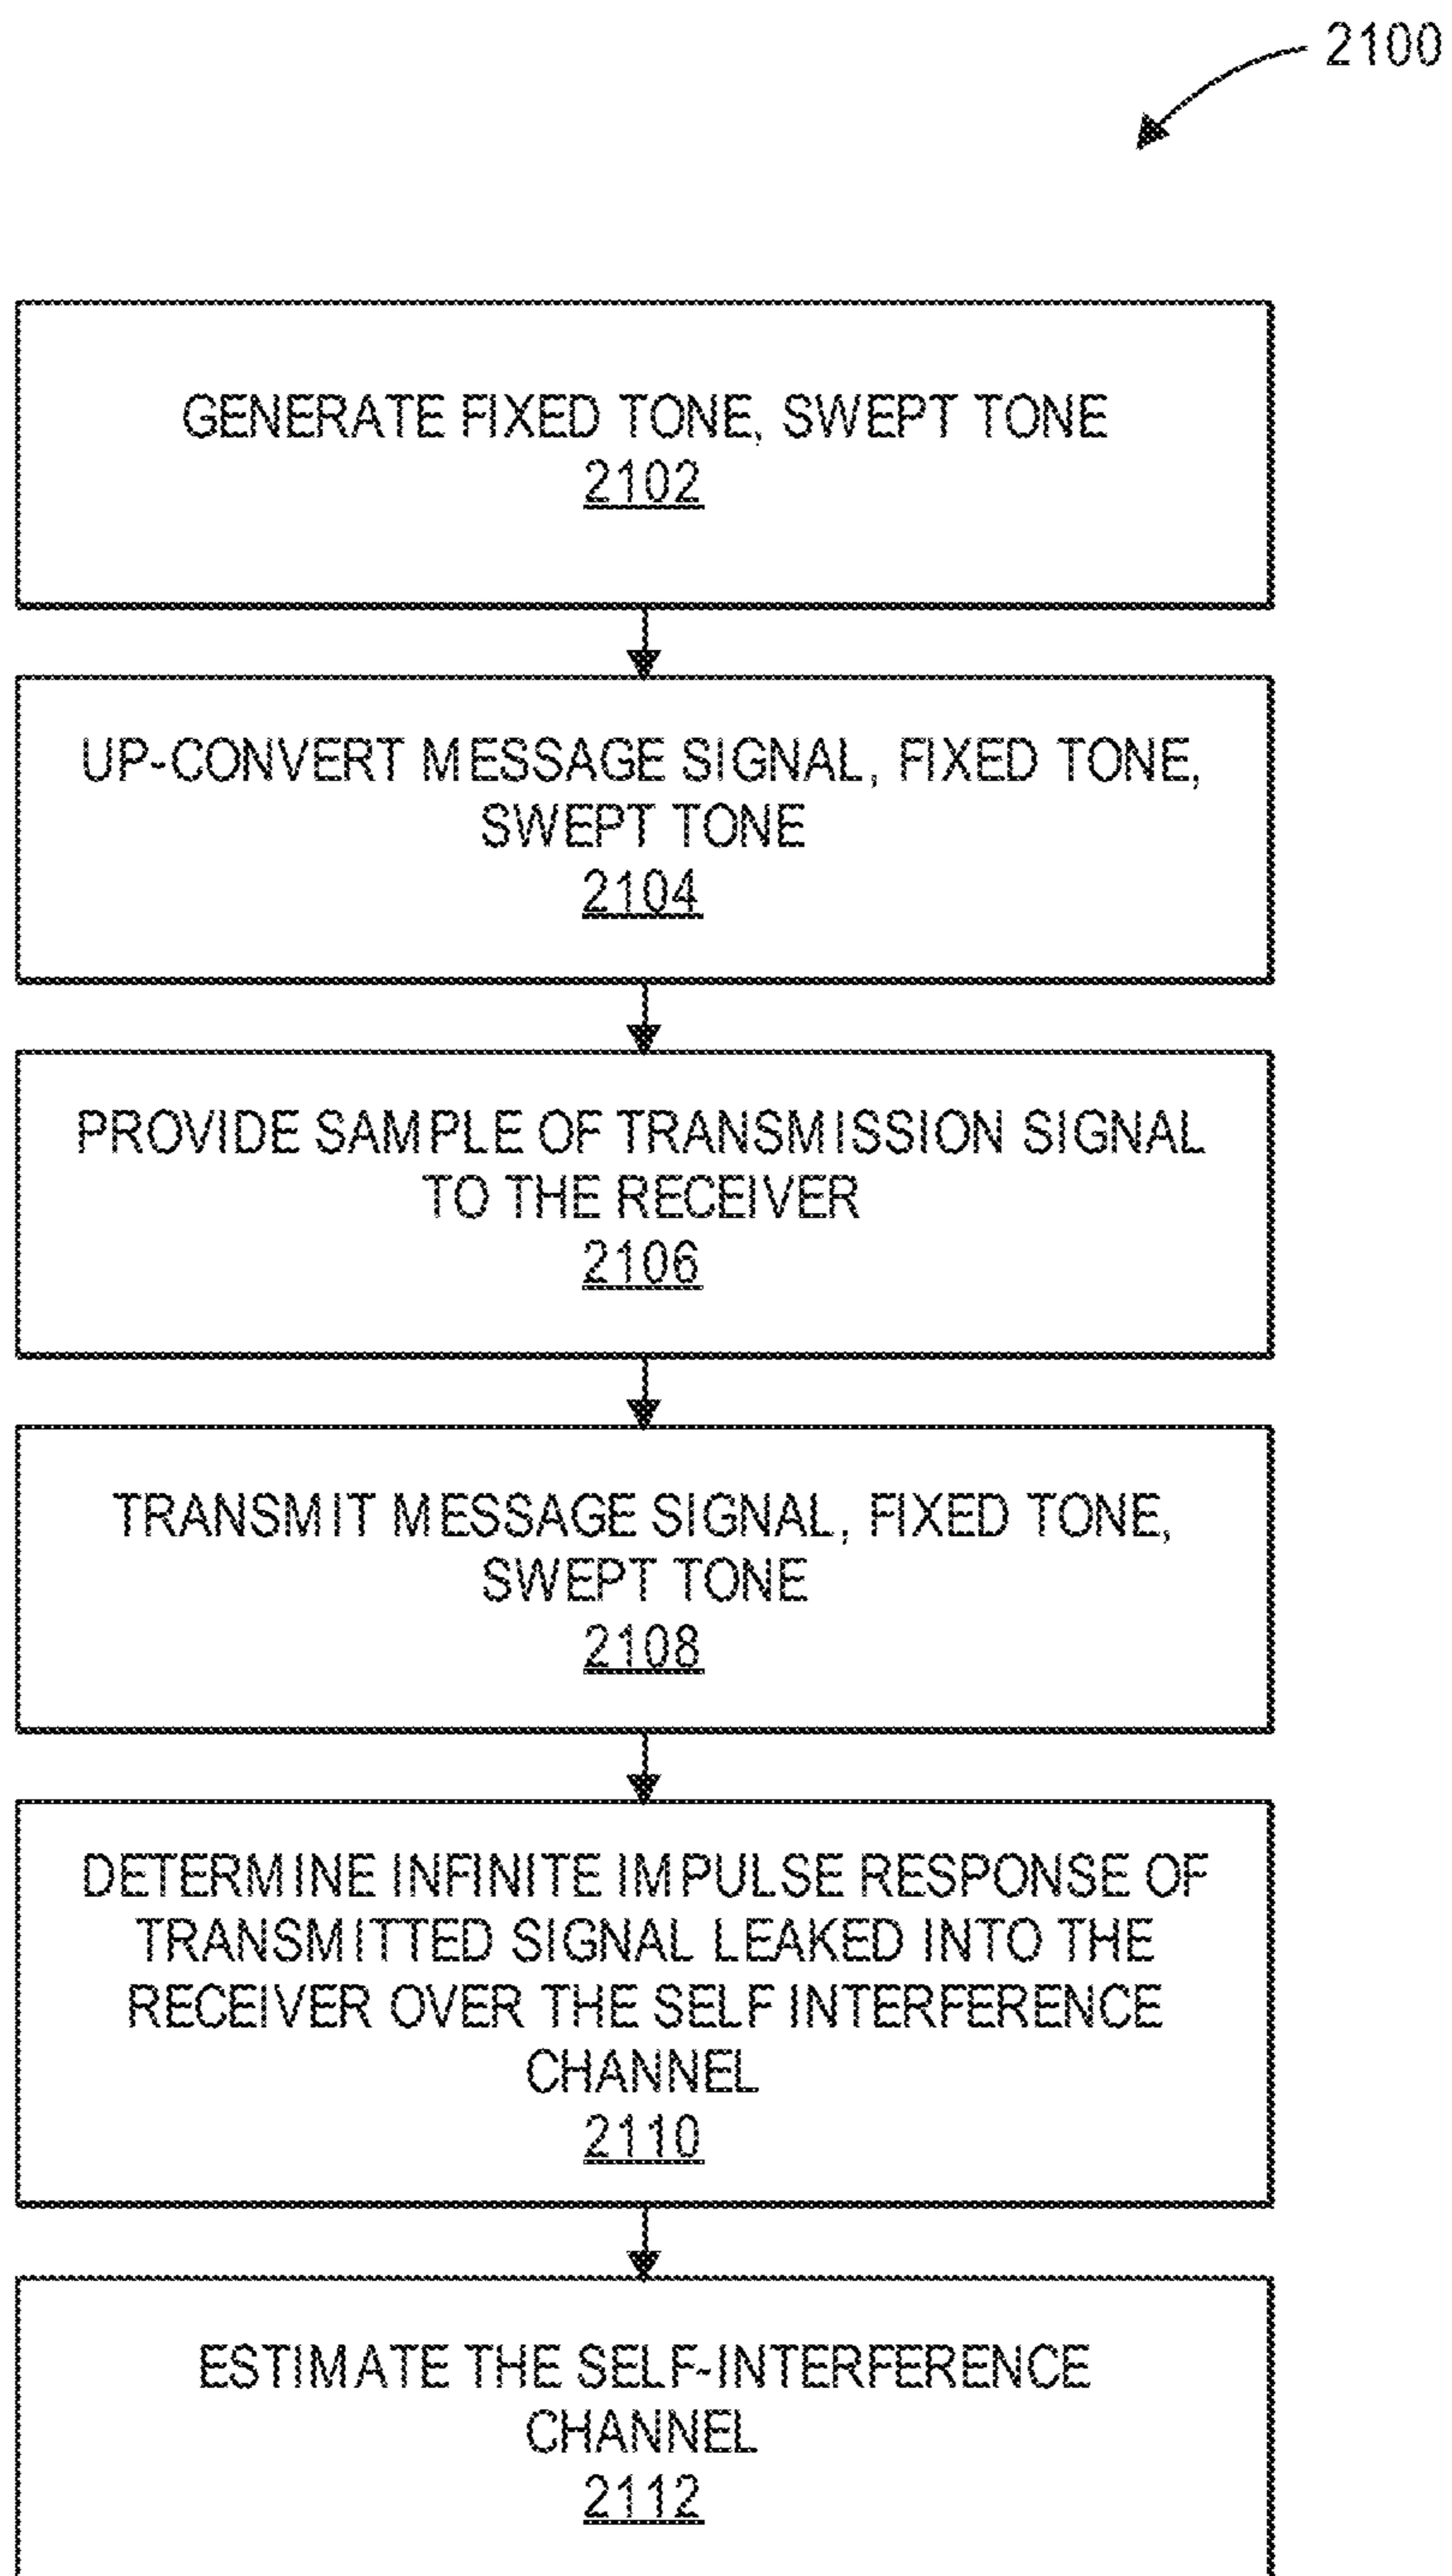 2100
GENERATE FIXED TONE, SWEPT TONE
2102
UP-CONVERT MESSAGE SIGNAL, FIXED TONE,
SWEPT TONE
2104
PROVIDE SAMPLE OF TRANSMISSION SIGNAL
TO THE RECEIVER
2106
TRANSMIT MESSAGE SIGNAL, FIXED TONE,
SWEPT TONE
2108
DETERMINE INFINITE IMPULSE RESPONSE OF
TRANSMITTED SIGNAL LEAKED INTO THE
RECEIVER OVER THE SELF INTERFERENCE
CHANNEL
2110
ESTIMATE THE SELF-INTERFERENCE
CHANNEL
2112